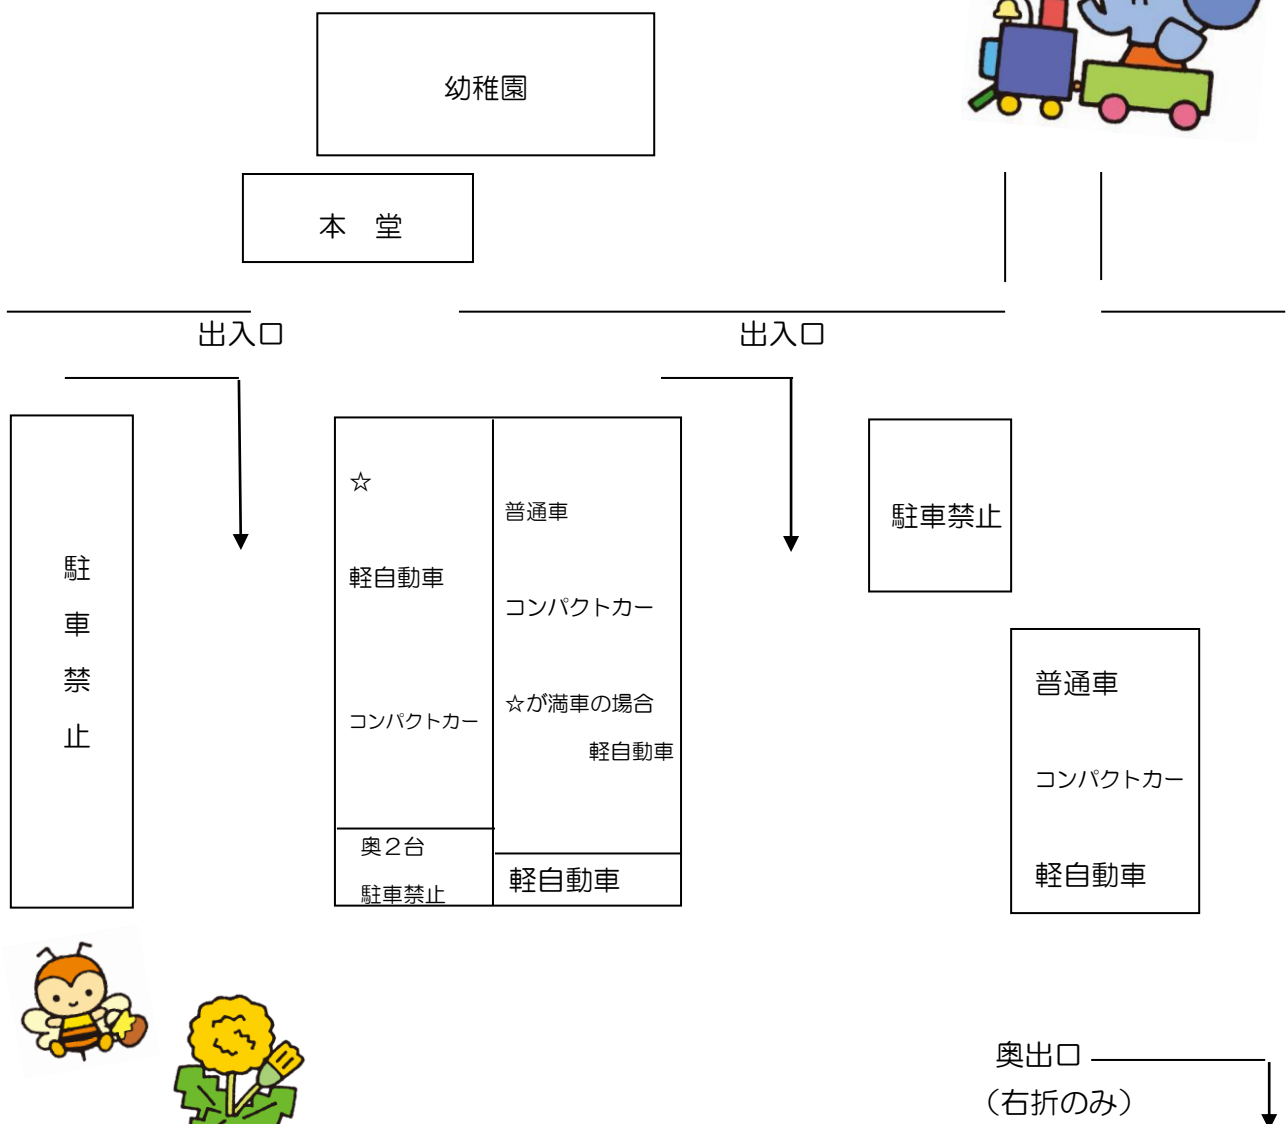 幼稚園
本　堂
出入口
出入口
駐車禁止
☆
軽自動車
コンパクトカー
奥２台
駐車禁止
普通車
コンパクトカー
☆が満車の場合
軽自動車
軽自動車
駐車禁止
普通車
コンパクトカー
軽自動車
奥出口
（右折のみ）